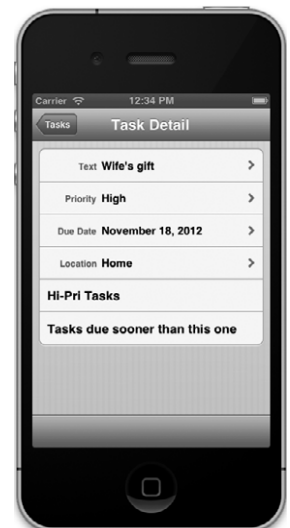 Carrier 12:34 PM
Tasks Task Detail
Text Wife's gift
Priority High
Due Date November 18, 2012
Location Home
Hi-Pri Tasks
Tasks due sooner than this one